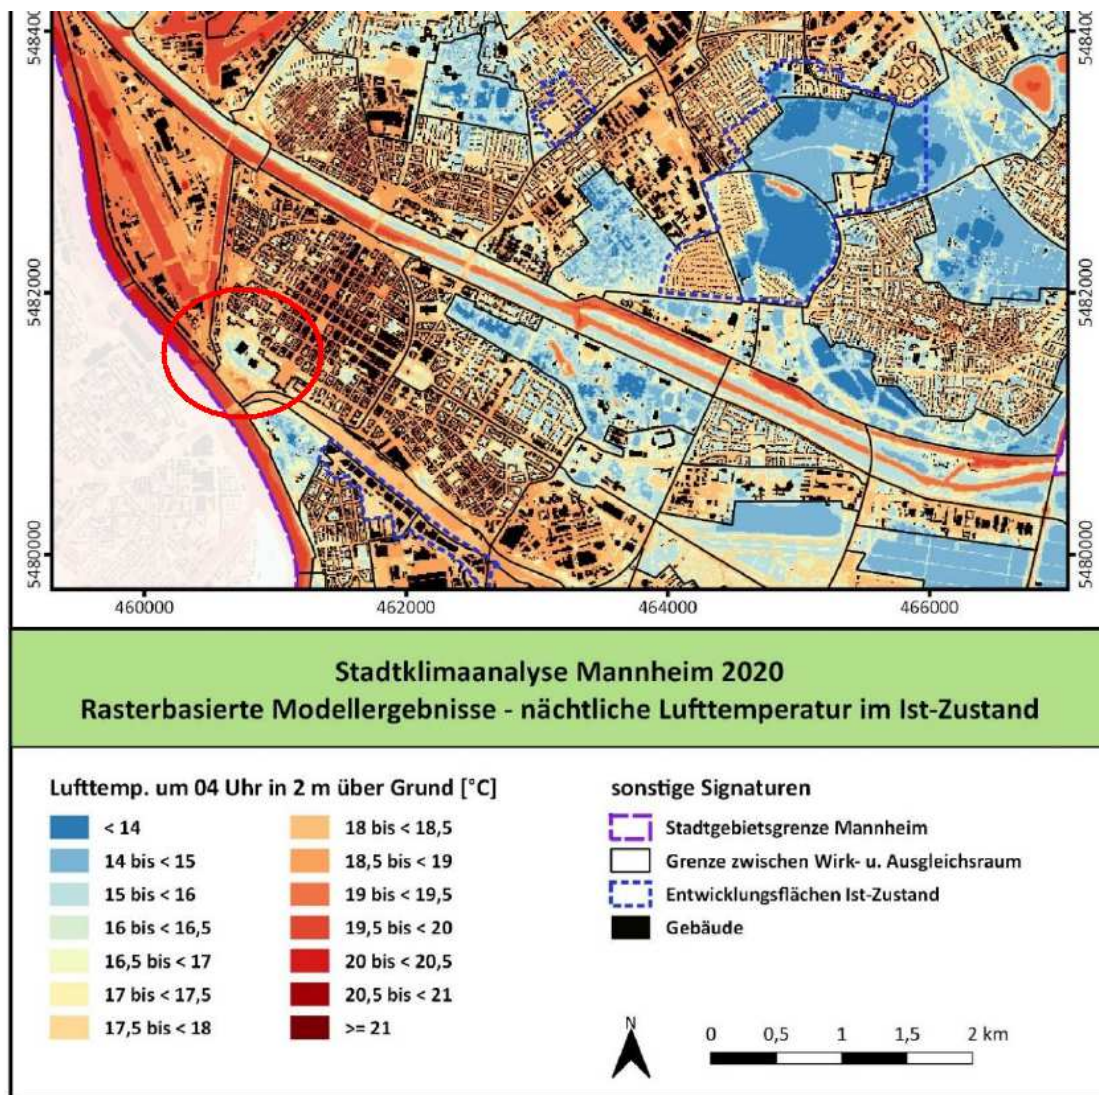 548400
548400
5482000
5482000
5480000
5480000
460000 462000 464000 466000
Stadtklimaanalyse Mannheim 2020
Rasterbasierte Modellergebnisse - nächtliche Lufttemperatur im Ist-Zustand
Lufttemp. um 04 Uhr in 2 m über Grund [°C]
< 14
14 bis < 15
15 bis < 16
16 bis < 16,5
16,5 bis < 17
17 bis < 17,5
17,5 bis < 18
18 bis < 18,5
18,5 bis < 19
19 bis < 19,5
19,5 bis < 20
20 bis < 20,5
20,5 bis < 21
>= 21
sonstige Signaturen
Stadtgebietsgrenze Mannheim
Grenze zwischen Wirk- u. Ausgleichsraum
Entwicklungsflächen Ist-Zustand
Gebäude
N
0 0,5 1 1,5 2 km